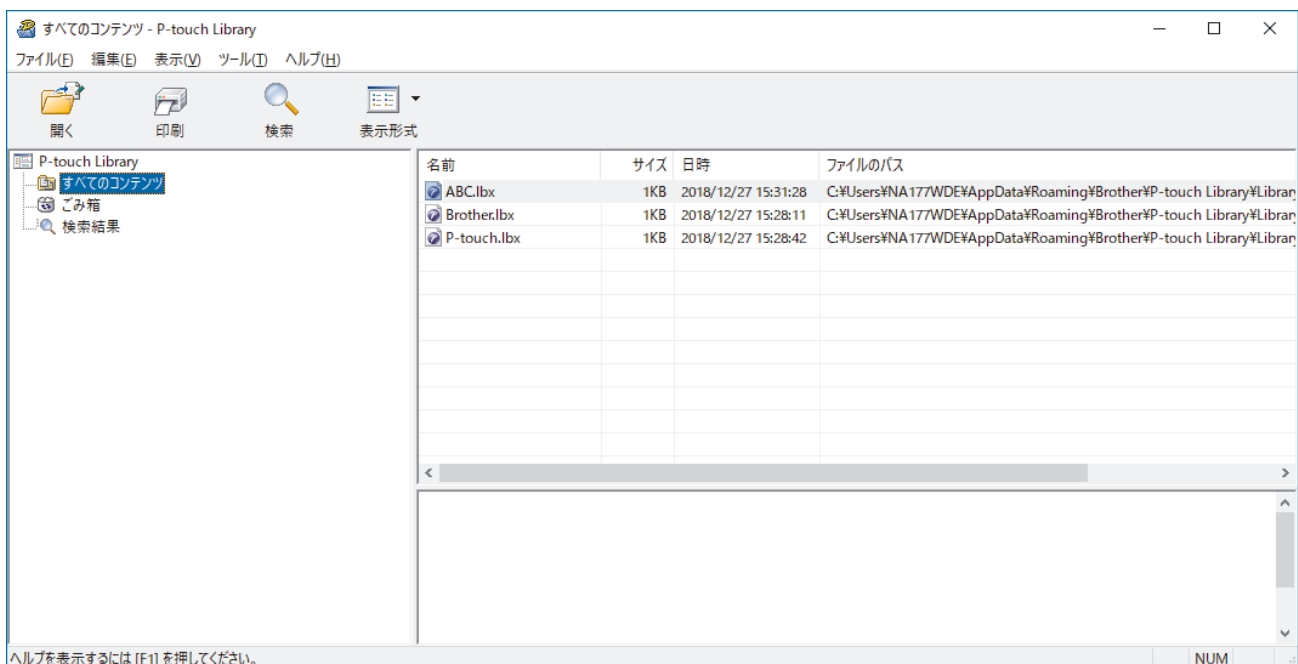 すべてのコンテンツ - P-touch Library
ファイル(F) 編集(E) 表示(V) ツール(T) ヘルプ(H)
開く 印刷 検索 表示形式
P-touch Library
すべてのコンテンツ
ごみ箱
検索結果
名前 サイズ 日時 ファイルのパス
ABC.lbx 1KB 2018/12/27 15:31:28 C:¥Users¥NA177WDE¥AppData¥Roaming¥Brother¥P-touch Library¥Library
Brother.lbx 1KB 2018/12/27 15:28:11 C:¥Users¥NA177WDE¥AppData¥Roaming¥Brother¥P-touch Library¥Library
P-touch.lbx 1KB 2018/12/27 15:28:42 C:¥Users¥NA177WDE¥AppData¥Roaming¥Brother¥P-touch Library¥Library
ヘルプを表示するには [F1] を押してください。 NUM